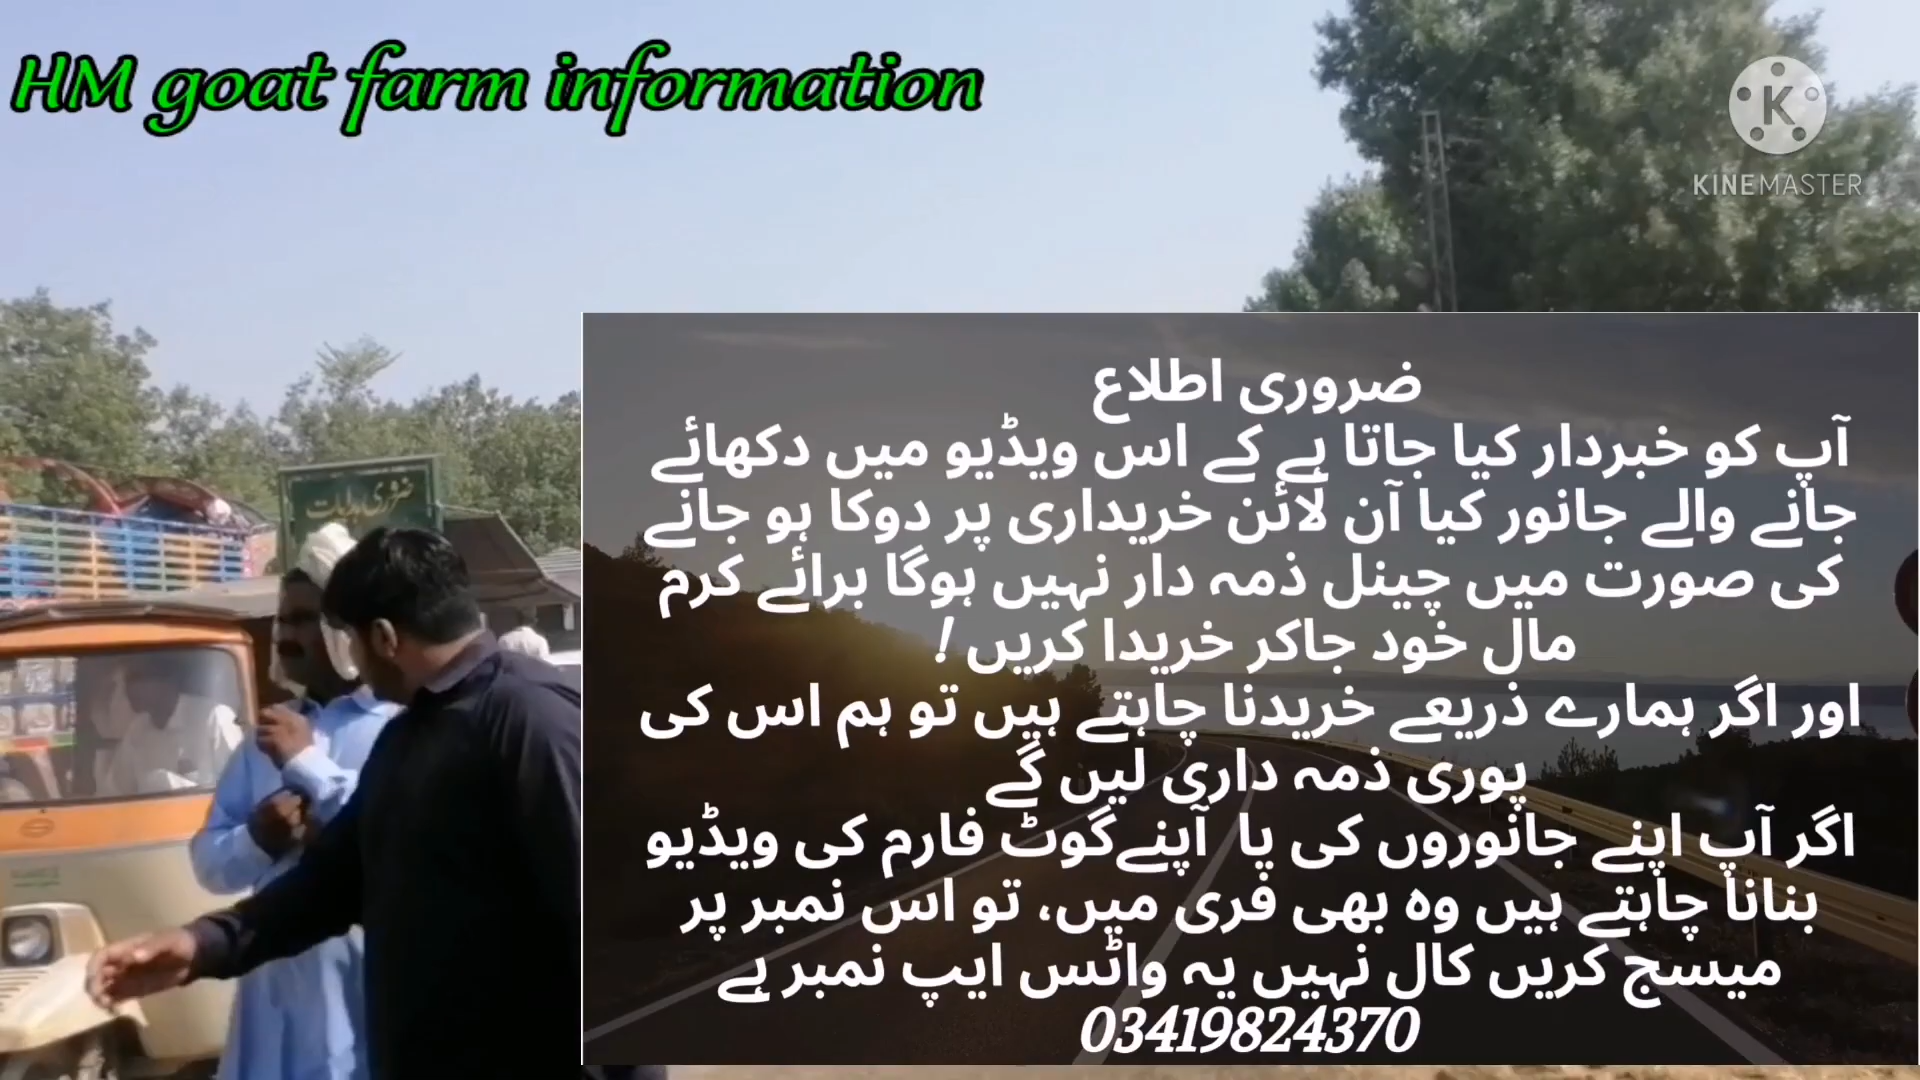 HM goat farm information
KINEMASTER
ضروری اطلاع
آپ کو خبردار کیا جاتا ہے کے اس ویڈیو میں دکھائے
جانے والے جانور کیا آن لائن خریداری پر دوکا ہو جانے
کی صورت میں چینل ذمہ دار نہیں ہوگا برائے کرم
مال خود جاکر خریدا کریں !
اور اگر ہمارے ذریعے خریدنا چاہتے ہیں تو ہم اس کی
پوری ذمہ داری لیں گے
اگر آپ اپنے جانوروں کی یا آپنےگوٹ فارم کی ویڈیو
بنانا چاہتے ہیں وہ بھی فری میں، تو اس نمبر پر
میسج کریں کال نہیں یہ واٹس ایپ نمبر ہے
03419824370